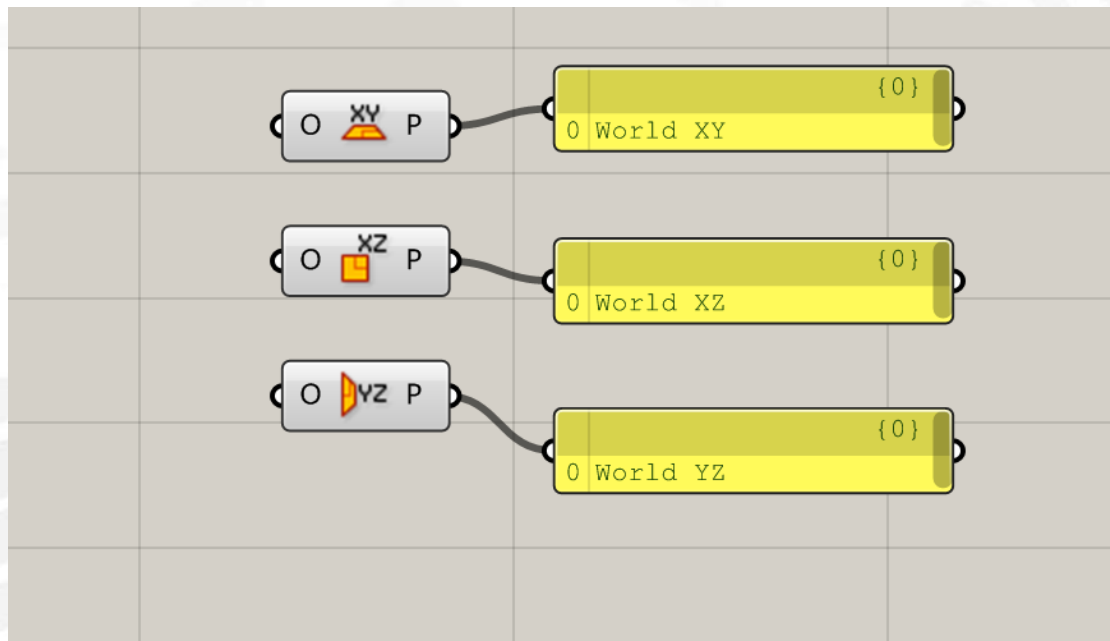 O XY P
{0}
0 World XY
O XZ P
{0}
0 World XZ
O YZ P
{0}
0 World YZ